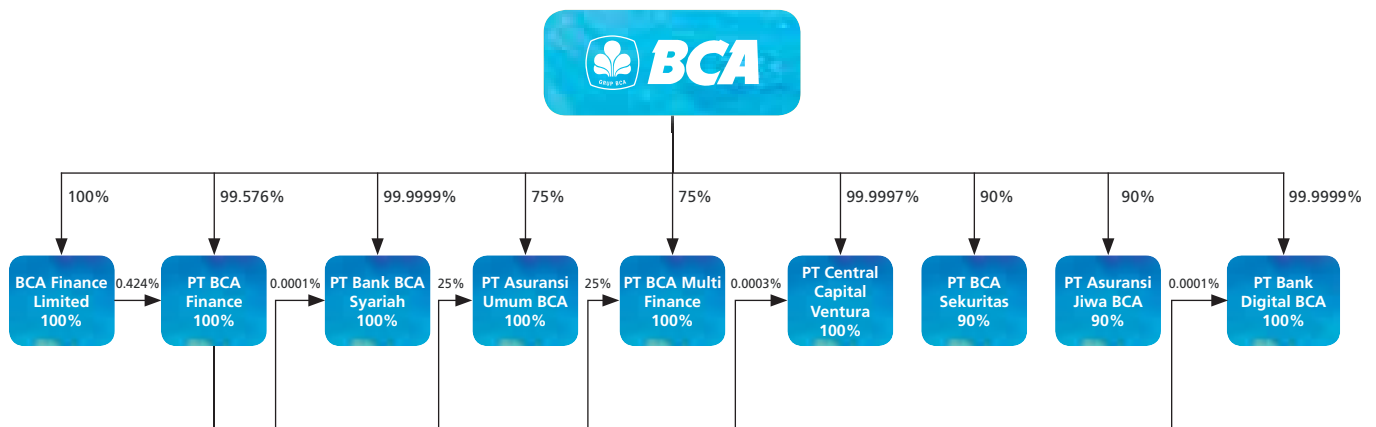 GRUP BCA
BCA
100%
99.576%
99.9999%
75%
75%
99.9997%
90%
90%
99.9999%
BCA Finance
Limited
100%
0.424%
PT BCA
Finance
100%
0.0001%
PT Bank BCA
Syariah
100%
25%
PT Asuransi
Umum BCA
100%
25%
PT BCA Multi
Finance
100%
0.0003%
PT Central
Capital
Ventura
100%
PT BCA
Sekuritas
90%
PT Asuransi
Jiwa BCA
90%
0.0001%
PT Bank
Digital BCA
100%